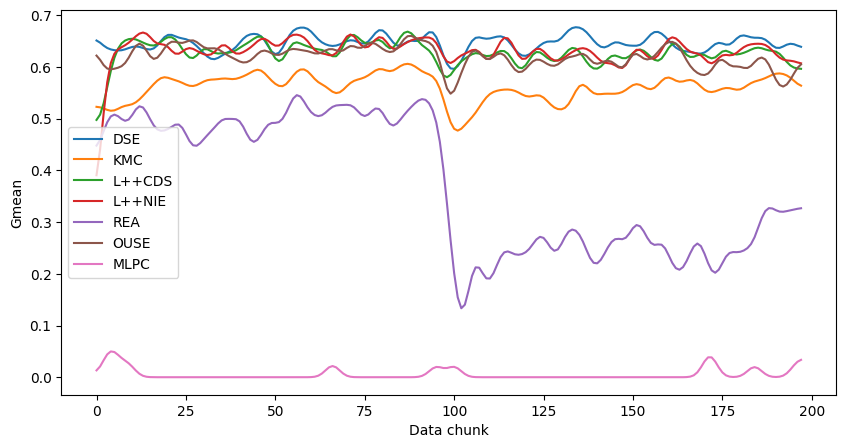 0.7
0.6
0.5
0.4
0.3
0.2
0.1
0.0
Gmean
DSE
KMC
L++CDS
L++NIE
REA
OUSE
MLPC
0 25 50 75 100 125 150 175 200
Data chunk